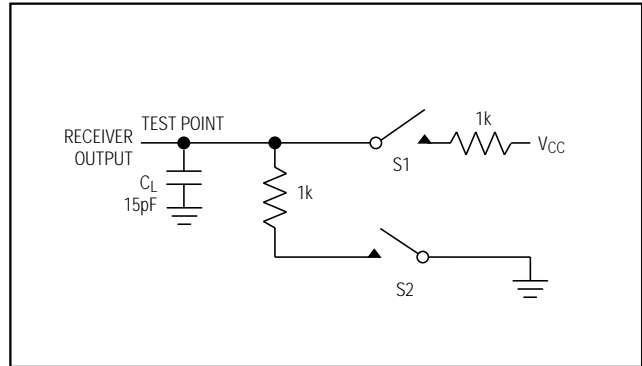 TEST POINT
RECEIVER
OUTPUT
CL
15pF
1k
S1
1k
VCC
S2